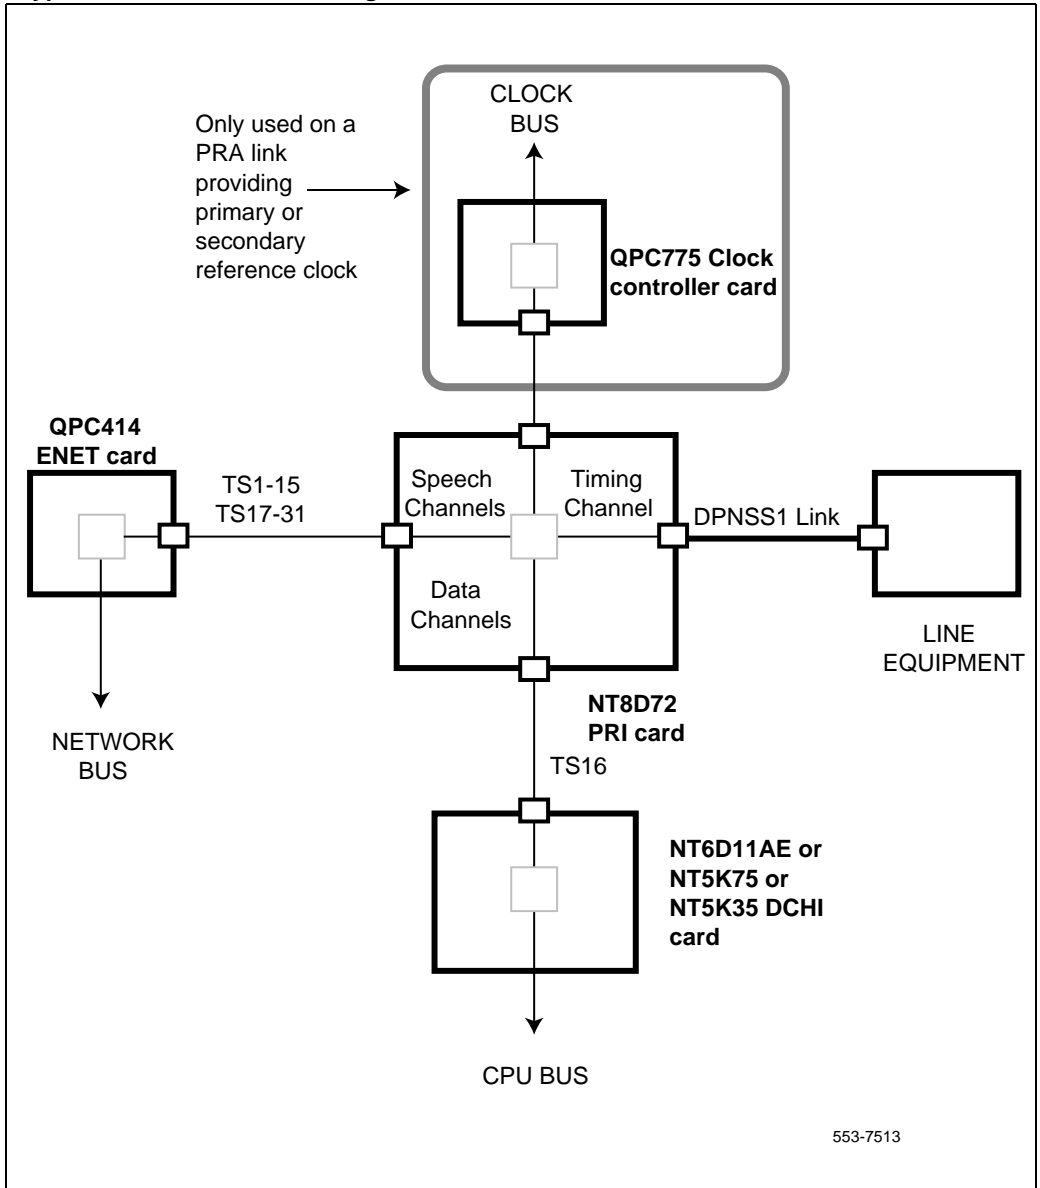 CLOCK
BUS
Only used on a
PRA link
providing
primary or
secondary
reference clock
QPC775 Clock
controller card
QPC414
ENET card
TS1-15
TS17-31
Speech
Channels
Timing
Channel
DPNSS1 Link
Data
Channels
LINE
EQUIPMENT
NT8D72
PRI card
NETWORK
BUS
TS16
NT6D11AE or
NT5K75 or
NT5K35 DCHI
card
CPU BUS
553-7513